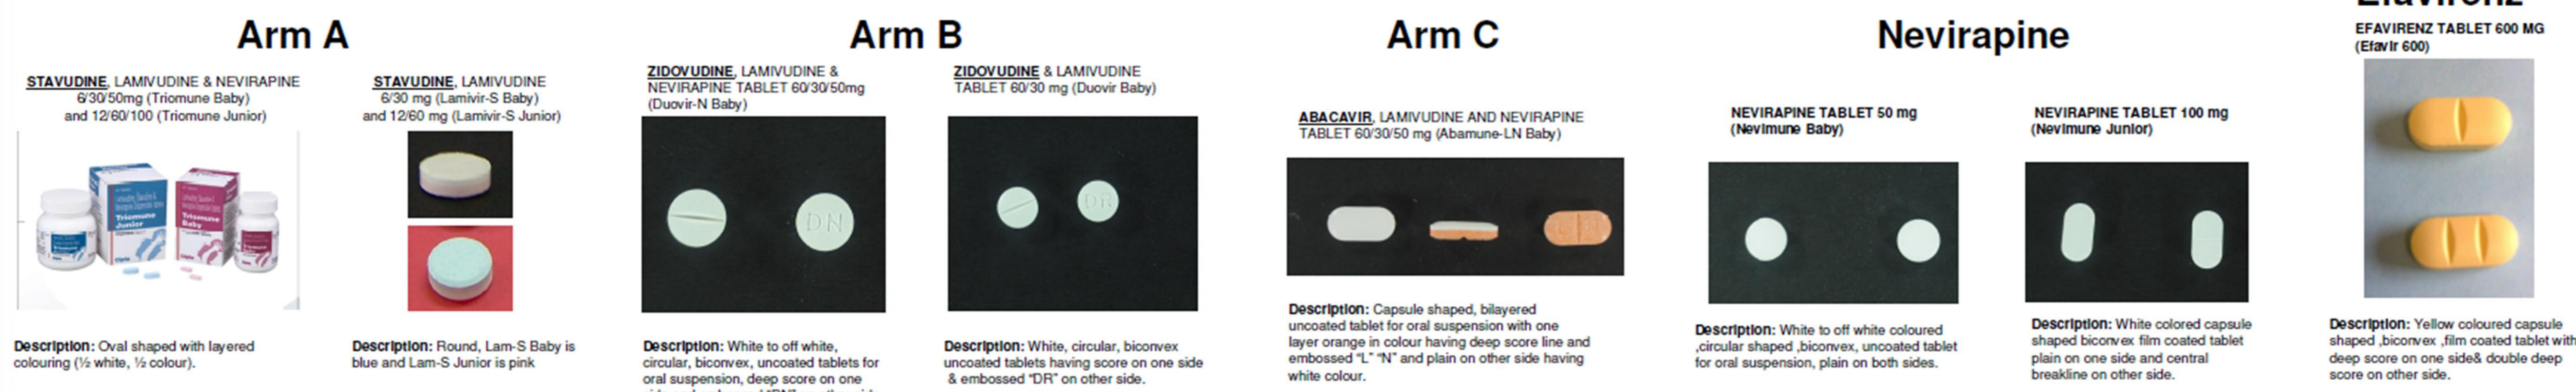 Arm A
STAVUDINE, LAMIVUDINE & NEVIRAPINE
6/30/50mg (Triomune Baby)
and 12/60/100 (Triomune Junior)
Triomune
Junior
Triomune
Baby
Cipla
Description: Oval shaped with layered
colouring (½ white, ½ colour).
STAVUDINE, LAMIVUDINE
6/30 mg (Lamivir-S Baby)
and 12/60 mg (Lamivir-S Junior)
Description: Round, Lam-S Baby is
blue and Lam-S Junior is pink
Arm B
ZIDOVUDINE, LAMIVUDINE &
NEVIRAPINE TABLET 60/30/50mg
(Duovir-N Baby)
DN
Description: White to off white,
circular, biconvex, uncoated tablets for
oral suspension, deep score on one
ZIDOVUDINE & LAMIVUDINE
TABLET 60/30 mg (Duovir Baby)
DR
Description: White, circular, biconvex
uncoated tablets having score on one side
& embossed “DR” on other side.
Arm C
ABACAVIR, LAMIVUDINE AND NEVIRAPINE
TABLET 60/30/50 mg (Abamune-LN Baby)
L N
Description: Capsule shaped, bilayered
uncoated tablet for oral suspension with one
layer orange in colour having deep score line and
embossed “L” “N” and plain on other side having
white colour.
Nevirapine
NEVIRAPINE TABLET 50 mg
(Nevimune Baby)
Description: White to off white coloured
,circular shaped ,biconvex, uncoated tablet
for oral suspension, plain on both sides.
NEVIRAPINE TABLET 100 mg
(Nevimune Junior)
Description: White colored capsule
shaped biconvex film coated tablet
plain on one side and central
breakline on other side.
Efavirenz
EFAVIRENZ TABLET 600 MG
(Efavir 600)
Description: Yellow coloured capsule
shaped ,biconvex ,film coated tablet with
deep score on one side& double deep
score on other side.